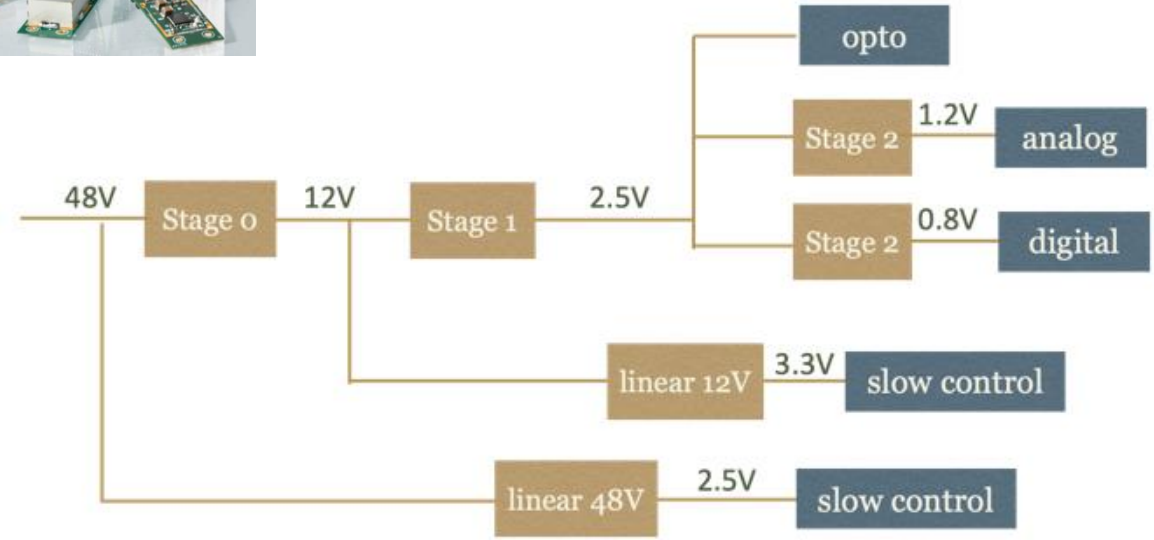 opto
1.2V
Stage 2
analog
48V
12V
2.5V
Stage 0
Stage 1
0.8V
Stage 2
digital
3.3V
linear 12V
slow control
2.5V
linear 48V
slow control